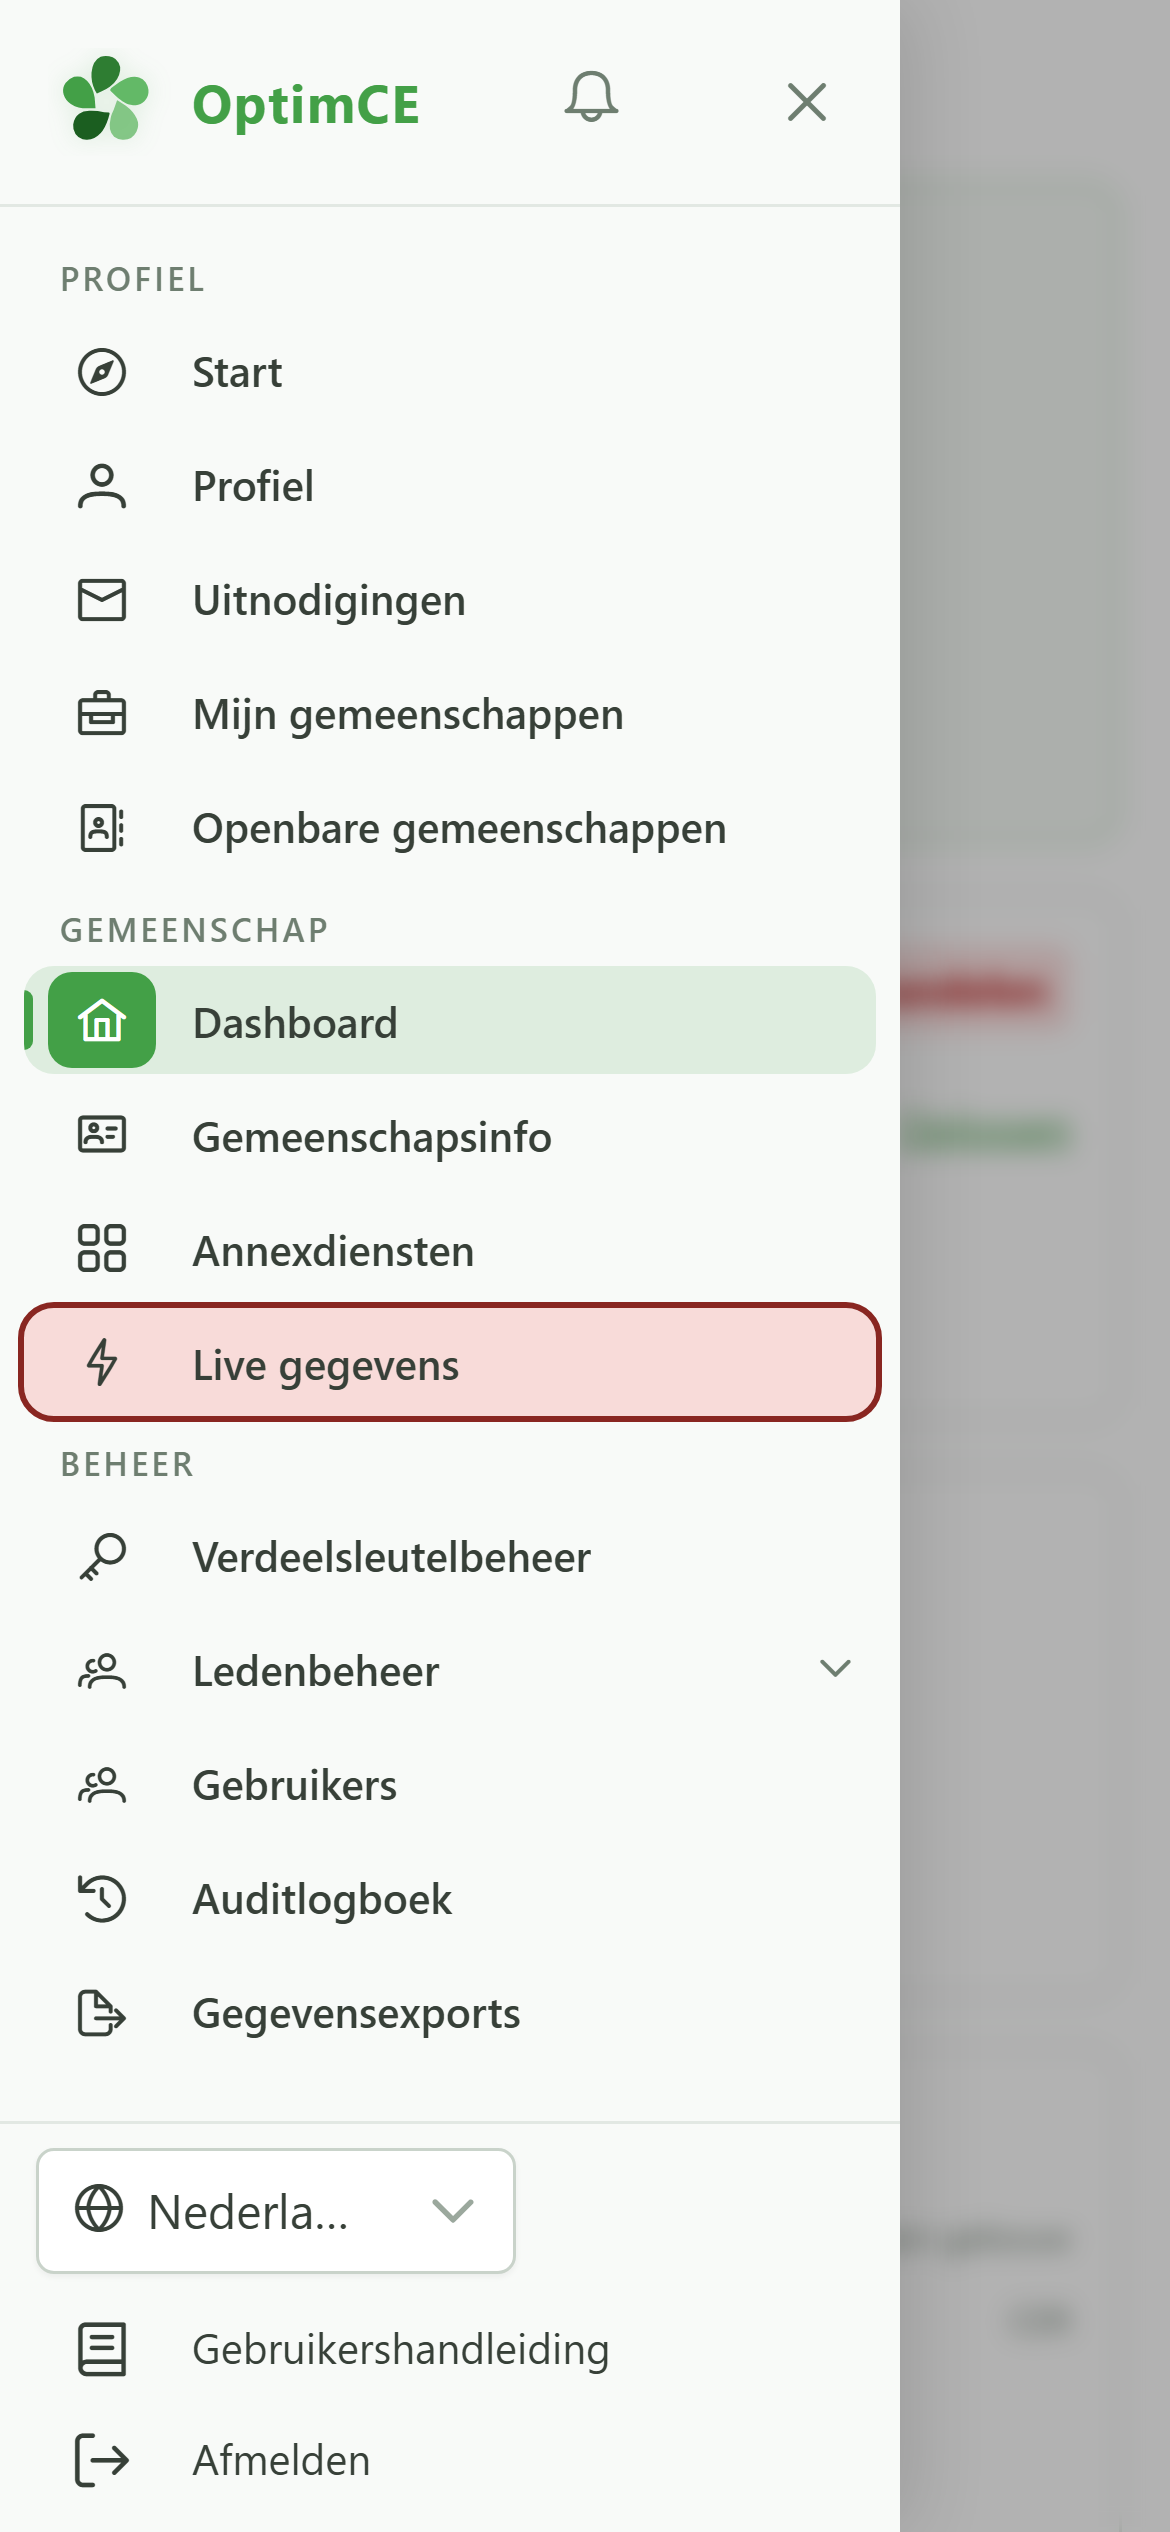 OptimCE
PROFIEL
Start
Profiel
Uitnodigingen
Mijn gemeenschappen
Openbare gemeenschappen
GEMEENSCHAP
Dashboard
Gemeenschapsinfo
Annexdiensten
Live gegevens
BEHEER
Verdeelsleutelbeheer
Ledenbeheer
Gebruikers
Auditlogboek
Gegevensexports
Nederla...
Gebruikershandleiding
Afmelden